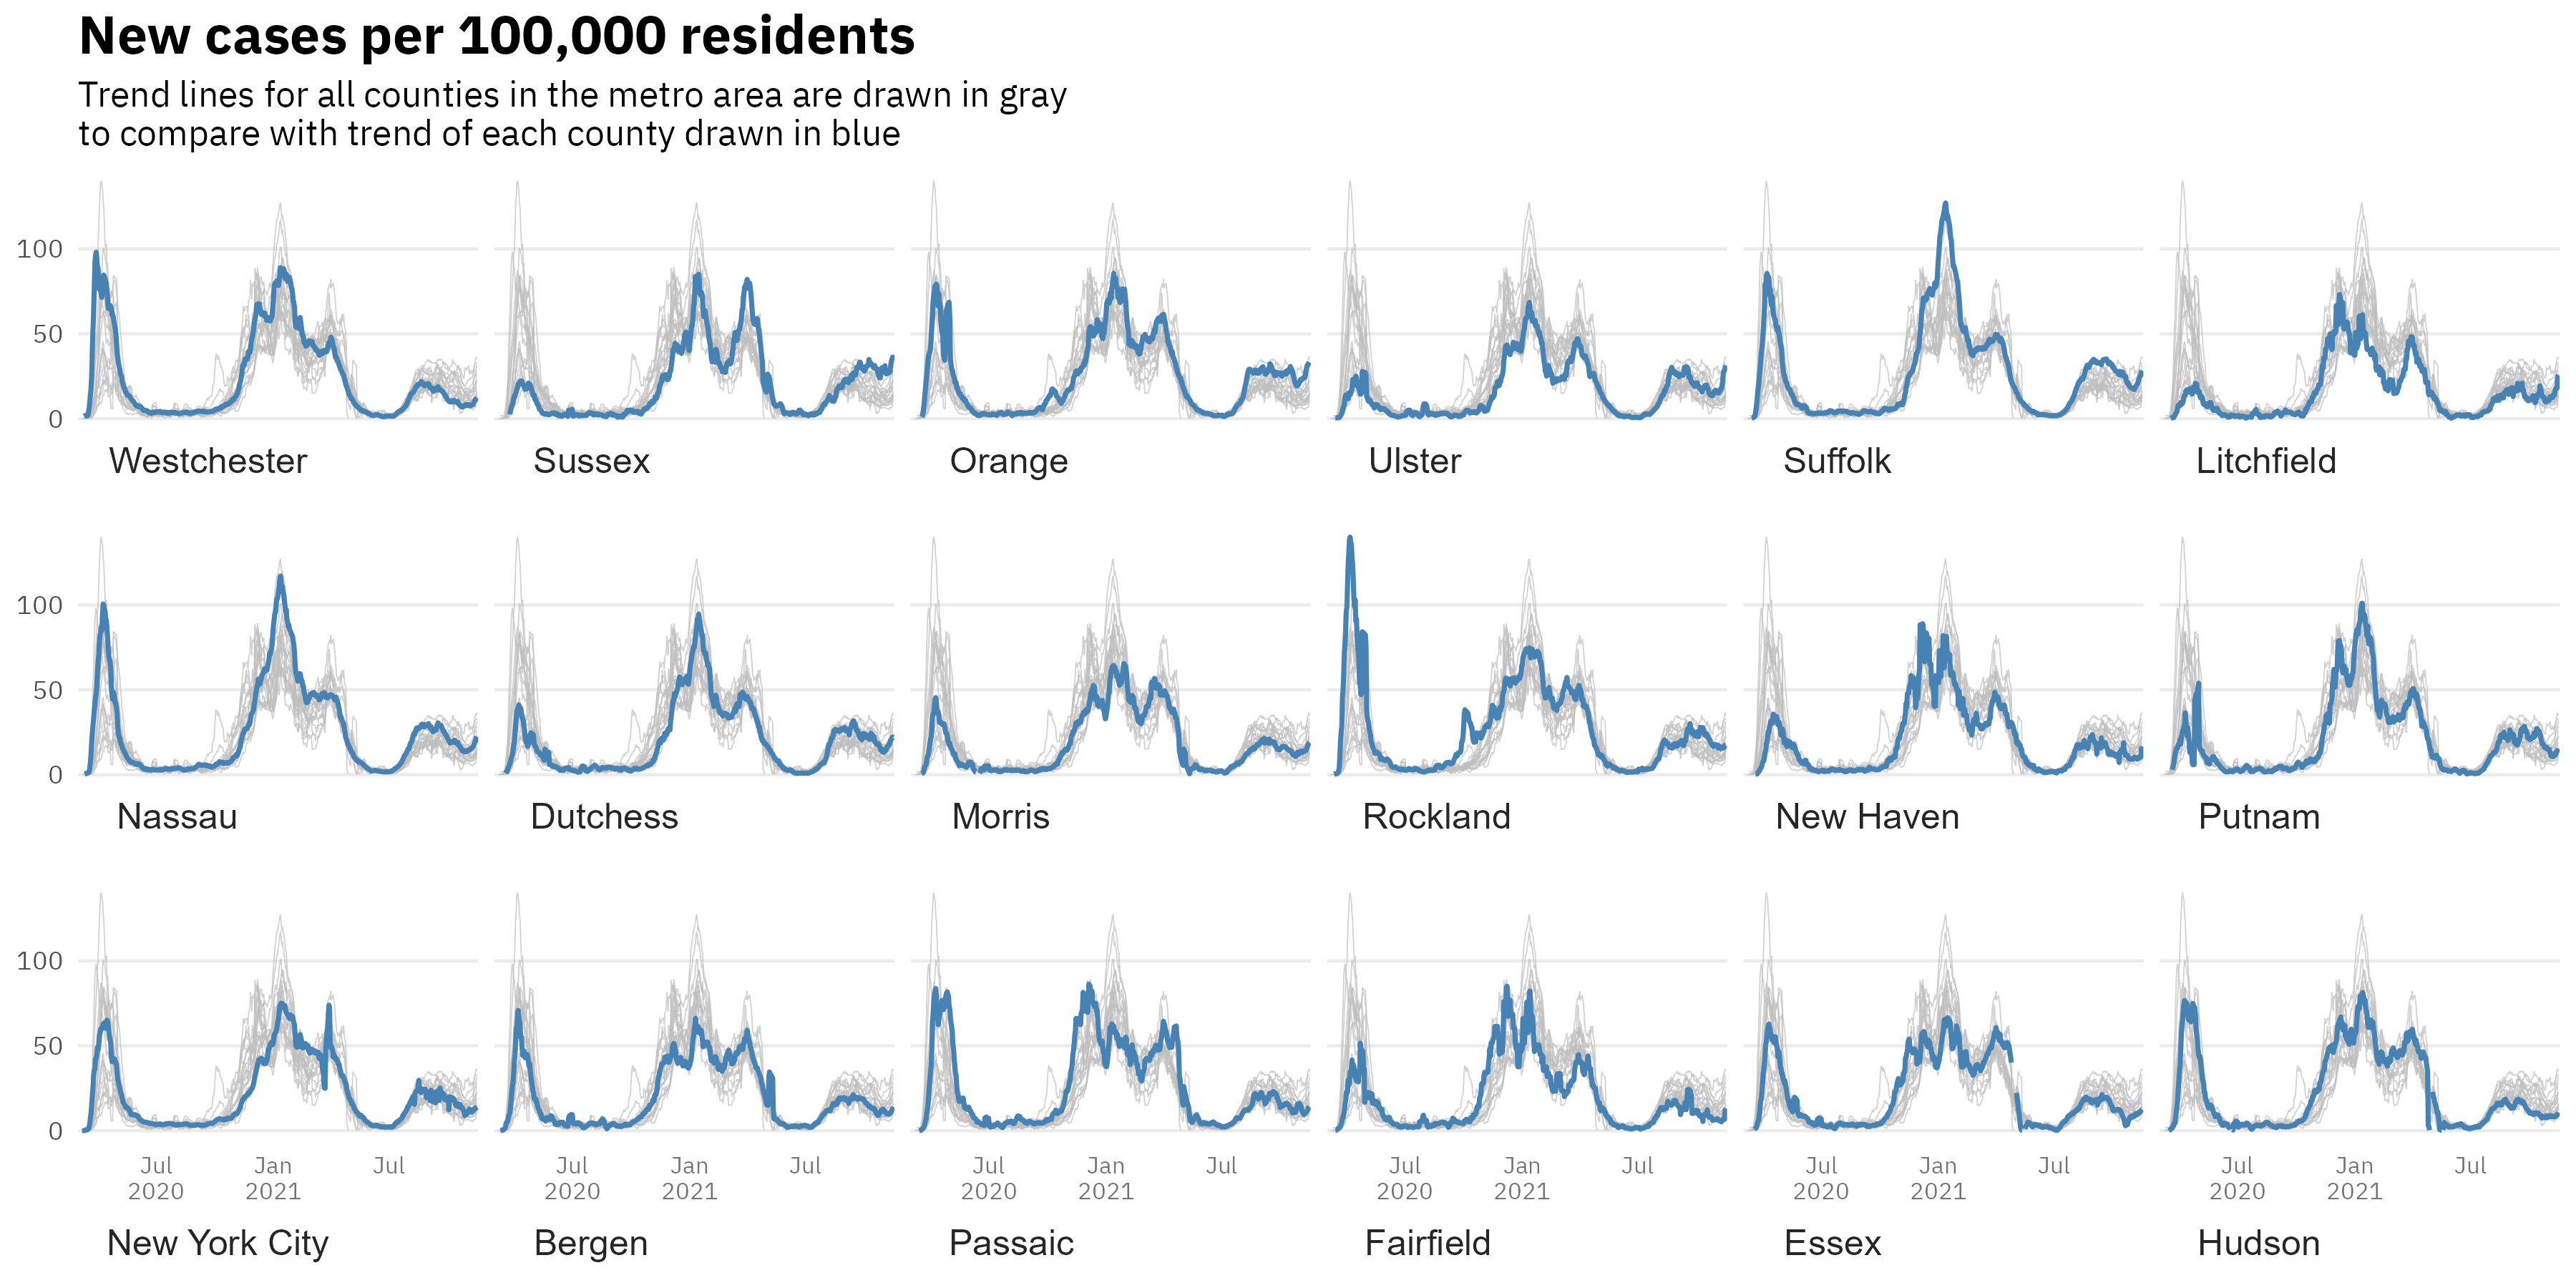 New cases per 100,000 residents
Trend lines for all counties in the metro area are drawn in gray
to compare with trend of each county drawn in blue
100
50
0
Westchester
Sussex
Orange
Ulster
Suffolk
Litchfield
100
50
0
Nassau
Dutchess
Morris
Rockland
New Haven
Putnam
100
50
0
Jul Jan Jul
2020 2021
Jul Jan Jul
2020 2021
Jul Jan Jul
2020 2021
Jul Jan Jul
2020 2021
Jul Jan Jul
2020 2021
Jul Jan Jul
2020 2021
New York City
Bergen
Passaic
Fairfield
Essex
Hudson